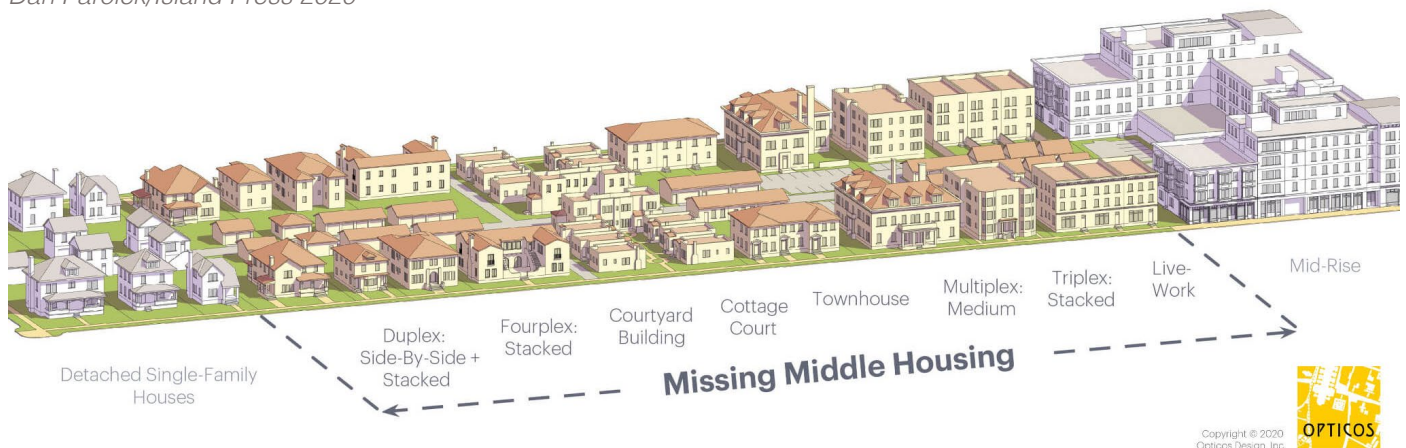 Dan Parolek/Island Press 2020
Detached Single-Family
Houses
Duplex:
Side-By-Side +
Stacked
Fourplex:
Stacked
Courtyard
Building
Cottage
Court
Townhouse
Multiplex:
Medium
Triplex:
Stacked
Live-
Work
Mid-Rise
Missing Middle Housing
Copyright © 2020
Opticos Design, Inc.
OPTICOS